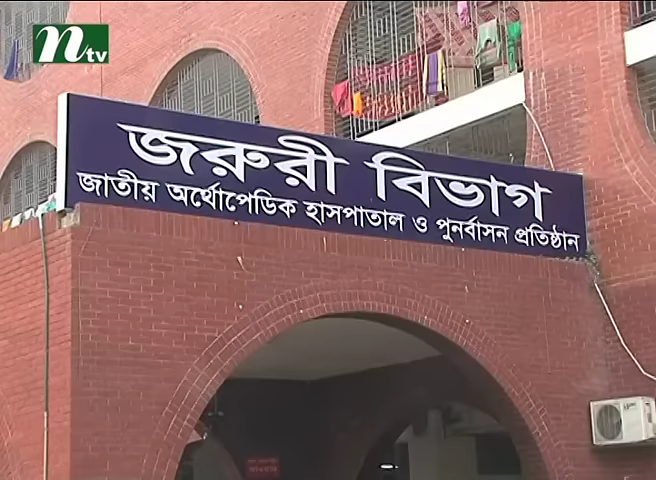 ntv
জরুরী বিভাগ
জাতীয় অর্থোপেডিক হাসপাতাল ও পুনর্বাসন প্রতিষ্ঠান